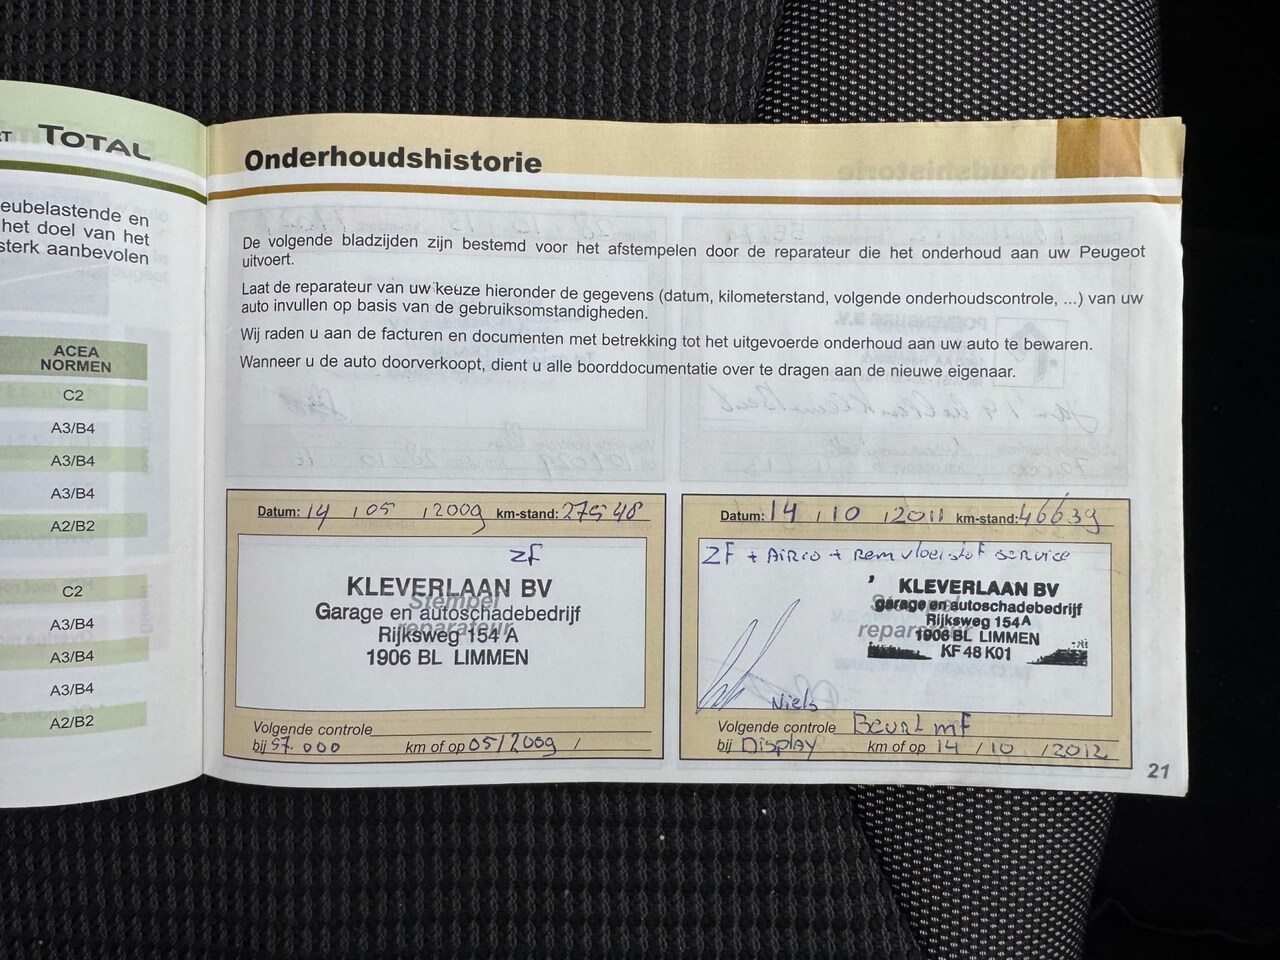 RT TOTAL
eubelastende en
het doel van het
sterk aanbevolen
ACEA
NORMEN
C2
A3/B4
A3/B4
A3/B4
A2/B2
C2
A3/B4
A3/B4
A3/B4
A2/B2
Onderhoudshistorie
De volgende bladzijden zijn bestemd voor het afstempelen door de reparateur die het onderhoud aan uw Peugeot
uitvoert.
Laat de reparateur van uw keuze hieronder de gegevens (datum, kilometerstand, volgende onderhoudscontrole, ...) van uw
auto invullen op basis van de gebruiksomstandigheden.
Wij raden u aan de facturen en documenten met betrekking tot het uitgevoerde onderhoud aan uw auto te bewaren.
Wanneer u de auto doorverkoopt, dient u alle boorddocumentatie over te dragen aan de nieuwe eigenaar.
Datum: 14 / 05 / 2009 km-stand: 27548
ZF
Stempel
reparateur
KLEVERLAAN BV
Garage en autoschadebedrijf
Rijksweg 154 A
1906 BL LIMMEN
Volgende controle
bij 57.000 km of op 05/2009 /
Datum: 14 / 10 / 2011 km-stand: 46639
ZF + AIRCO + Remvloeistof service
KLEVERLAAN BV
garage en autoschadebedrijf
Rijksweg 154A
1906 BL LIMMEN
KF 48 K01
reparateur
Niels
Volgende controle Beurt mF
bij Display km of op 14 / 10 / 2012
21